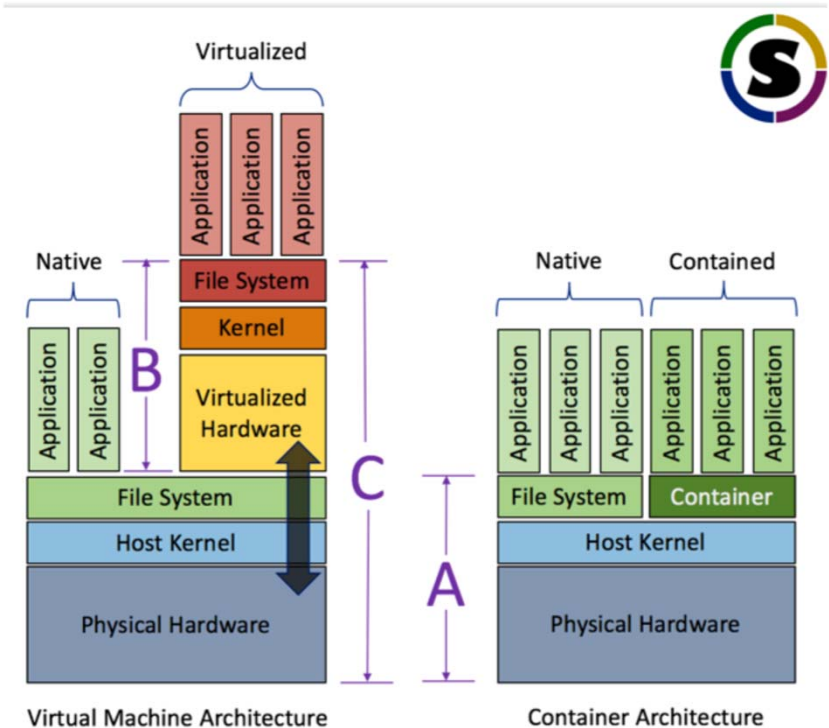 S
Virtualized
Application
Application
Application
Native
File System
Kernel
Application
Application
B
Virtualized
Hardware
C
File System
Host Kernel
Physical Hardware
Virtual Machine Architecture
A
Native
Contained
Application
Application
Application
Application
Application
Application
File System
Container
Host Kernel
Physical Hardware
Container Architecture